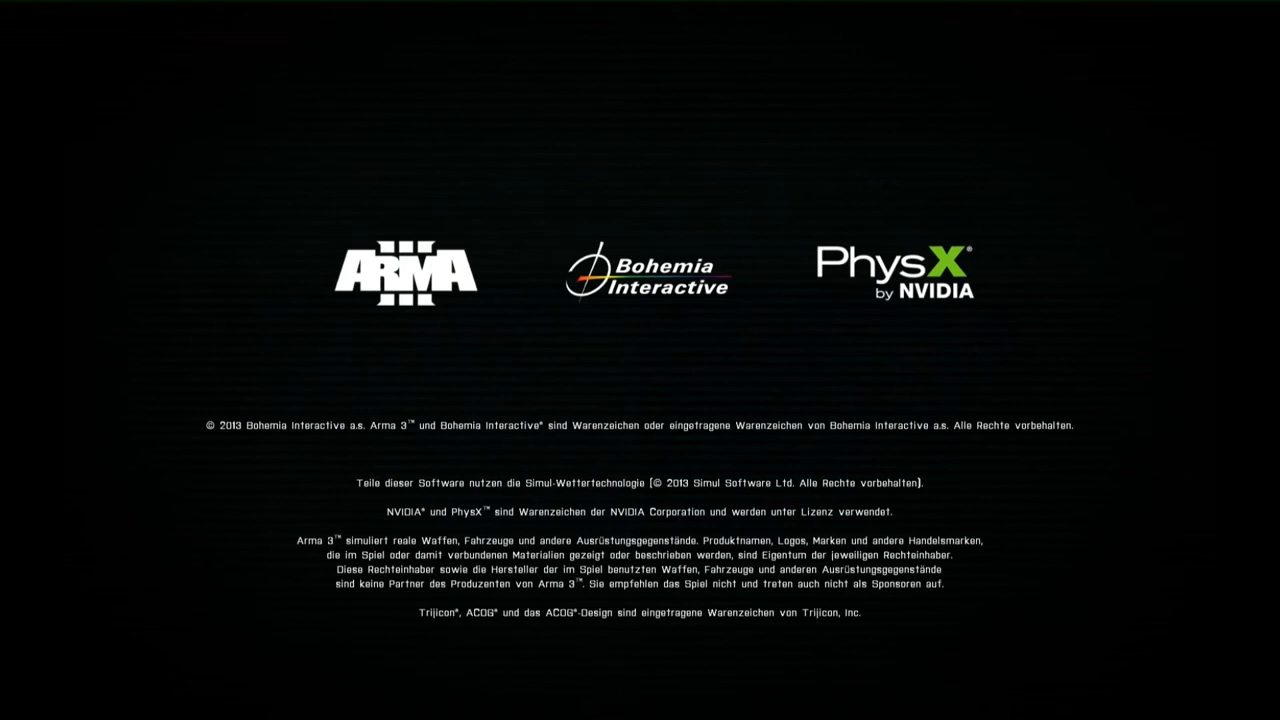 ARMA III
Bohemia Interactive
PhysX® by NVIDIA
© 2013 Bohemia Interactive a.s. Arma 3™ und Bohemia Interactive® sind Warenzeichen oder eingetragene Warenzeichen von Bohemia Interactive a.s. Alle Rechte vorbehalten.
Teile dieser Software nutzen die Simul-Wettertechnologie (© 2013 Simul Software Ltd. Alle Rechte vorbehalten).
NVIDIA® und PhysX™ sind Warenzeichen der NVIDIA Corporation und werden unter Lizenz verwendet.
Arma 3™ simuliert reale Waffen, Fahrzeuge und andere Ausrüstungsgegenstände. Produktnamen, Logos, Marken und andere Handelsmarken,
die im Spiel oder damit verbundenen Materialien gezeigt oder beschrieben werden, sind Eigentum der jeweiligen Rechteinhaber.
Diese Rechteinhaber sowie die Hersteller der im Spiel benutzten Waffen, Fahrzeuge und anderen Ausrüstungsgegenstände
sind keine Partner des Produzenten von Arma 3™. Sie empfehlen das Spiel nicht und treten auch nicht als Sponsoren auf.
Trijicon®, ACOG® und das ACOG®-Design sind eingetragene Warenzeichen von Trijicon, Inc.